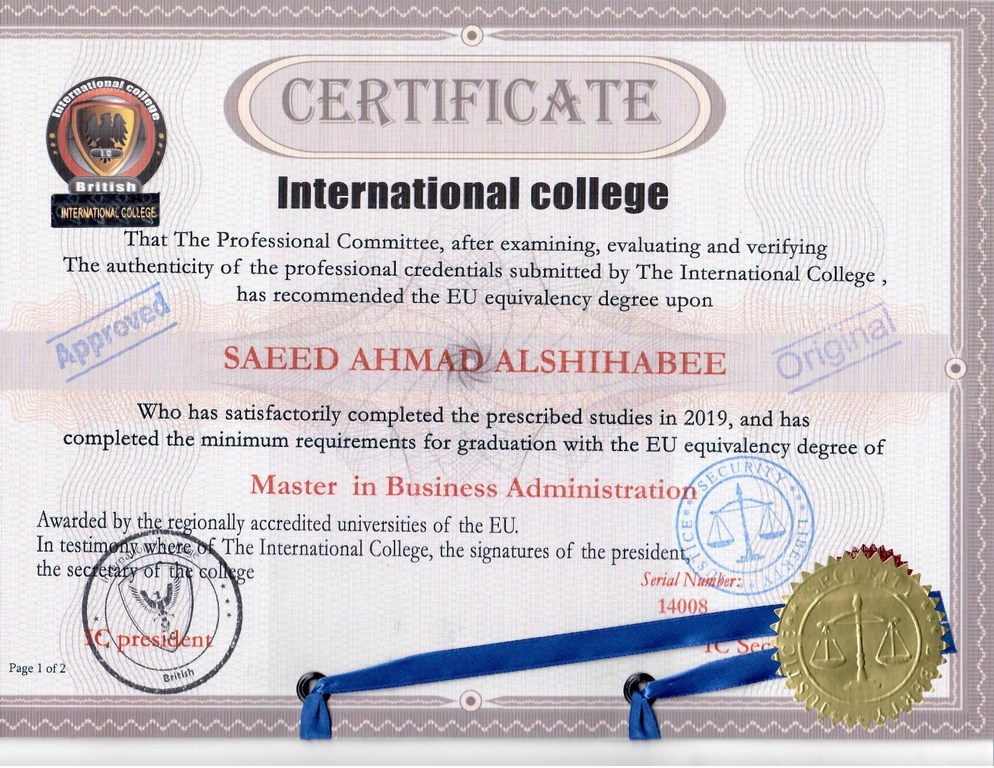 CERTIFICATE
International college
British
INTERNATIONAL COLLEGE
International college
That The Professional Committee, after examining, evaluating and verifying
The authenticity of the professional credentials submitted by The International College ,
has recommended the EU equivalency degree upon
Approved
Original
SAEED AHMAD ALSHIHABEE
Who has satisfactorily completed the prescribed studies in 2019, and has
completed the minimum requirements for graduation with the EU equivalency degree of
Master in Business Administration
SECURITY
JUSTICE
LIBERTY
Awarded by the regionally accredited universities of the EU.
In testimony where of The International College, the signatures of the president,
the secretary of the college
Serial Number:
14008
IC president
British
IC Sec
SECURITY
JUSTICE
LIBERTY
Page 1 of 2